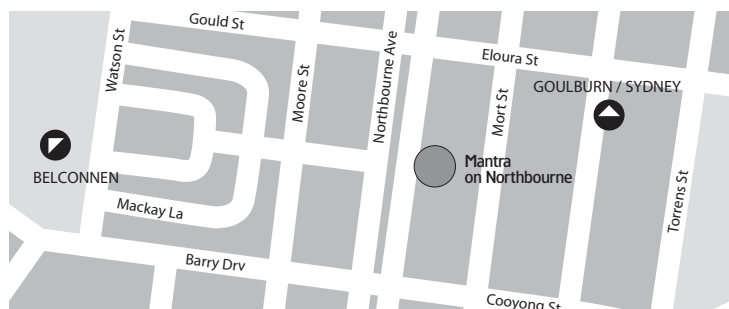 Gould St
Watson St
Moore St
Northbourne Ave
Eloura St
GOULBURN / SYDNEY
Mort St
BELCONNEN
Mantra
on Northbourne
Torrens St
Mackay La
Barry Drv
Cooyong St